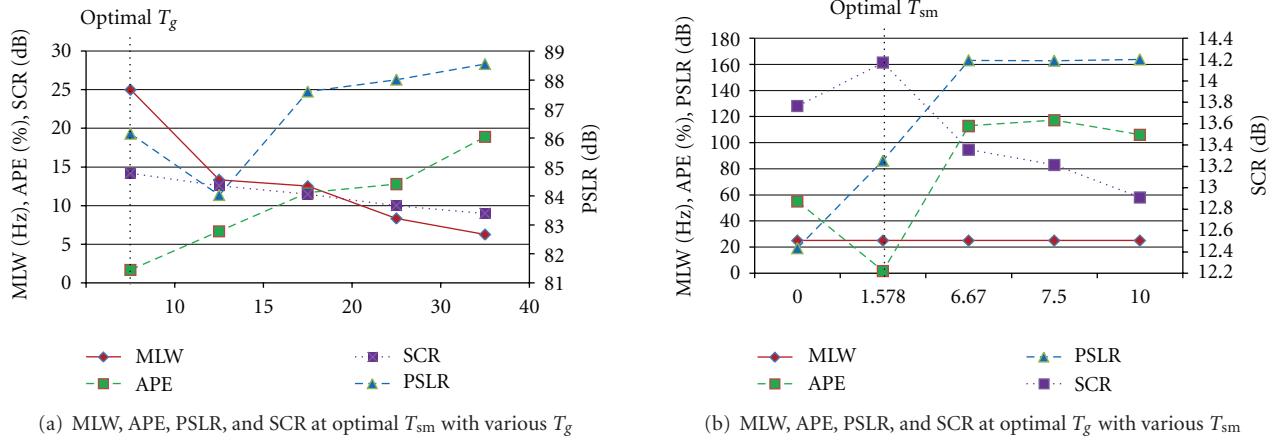 Optimal Tg
MLW (Hz), APE (%), SCR (dB)
30
25
20
15
10
5
0
89
88
87
86
85
84
83
82
81
PSLR (dB)
10 15 20 30 40
MLW
APE
SCR
PSLR
(a) MLW, APE, PSLR, and SCR at optimal Tsm with various Tg
Optimal Tsm
MLW (Hz), APE (%), PSLR (dB)
180
160
140
120
100
80
60
40
20
0
14.4
14.2
14
13.8
13.6
13.4
13.2
13
12.8
12.6
12.4
12.2
SCR (dB)
0 1.578 6.67 7.5 10
MLW
APE
PSLR
SCR
(b) MLW, APE, PSLR, and SCR at optimal Tg with various Tsm